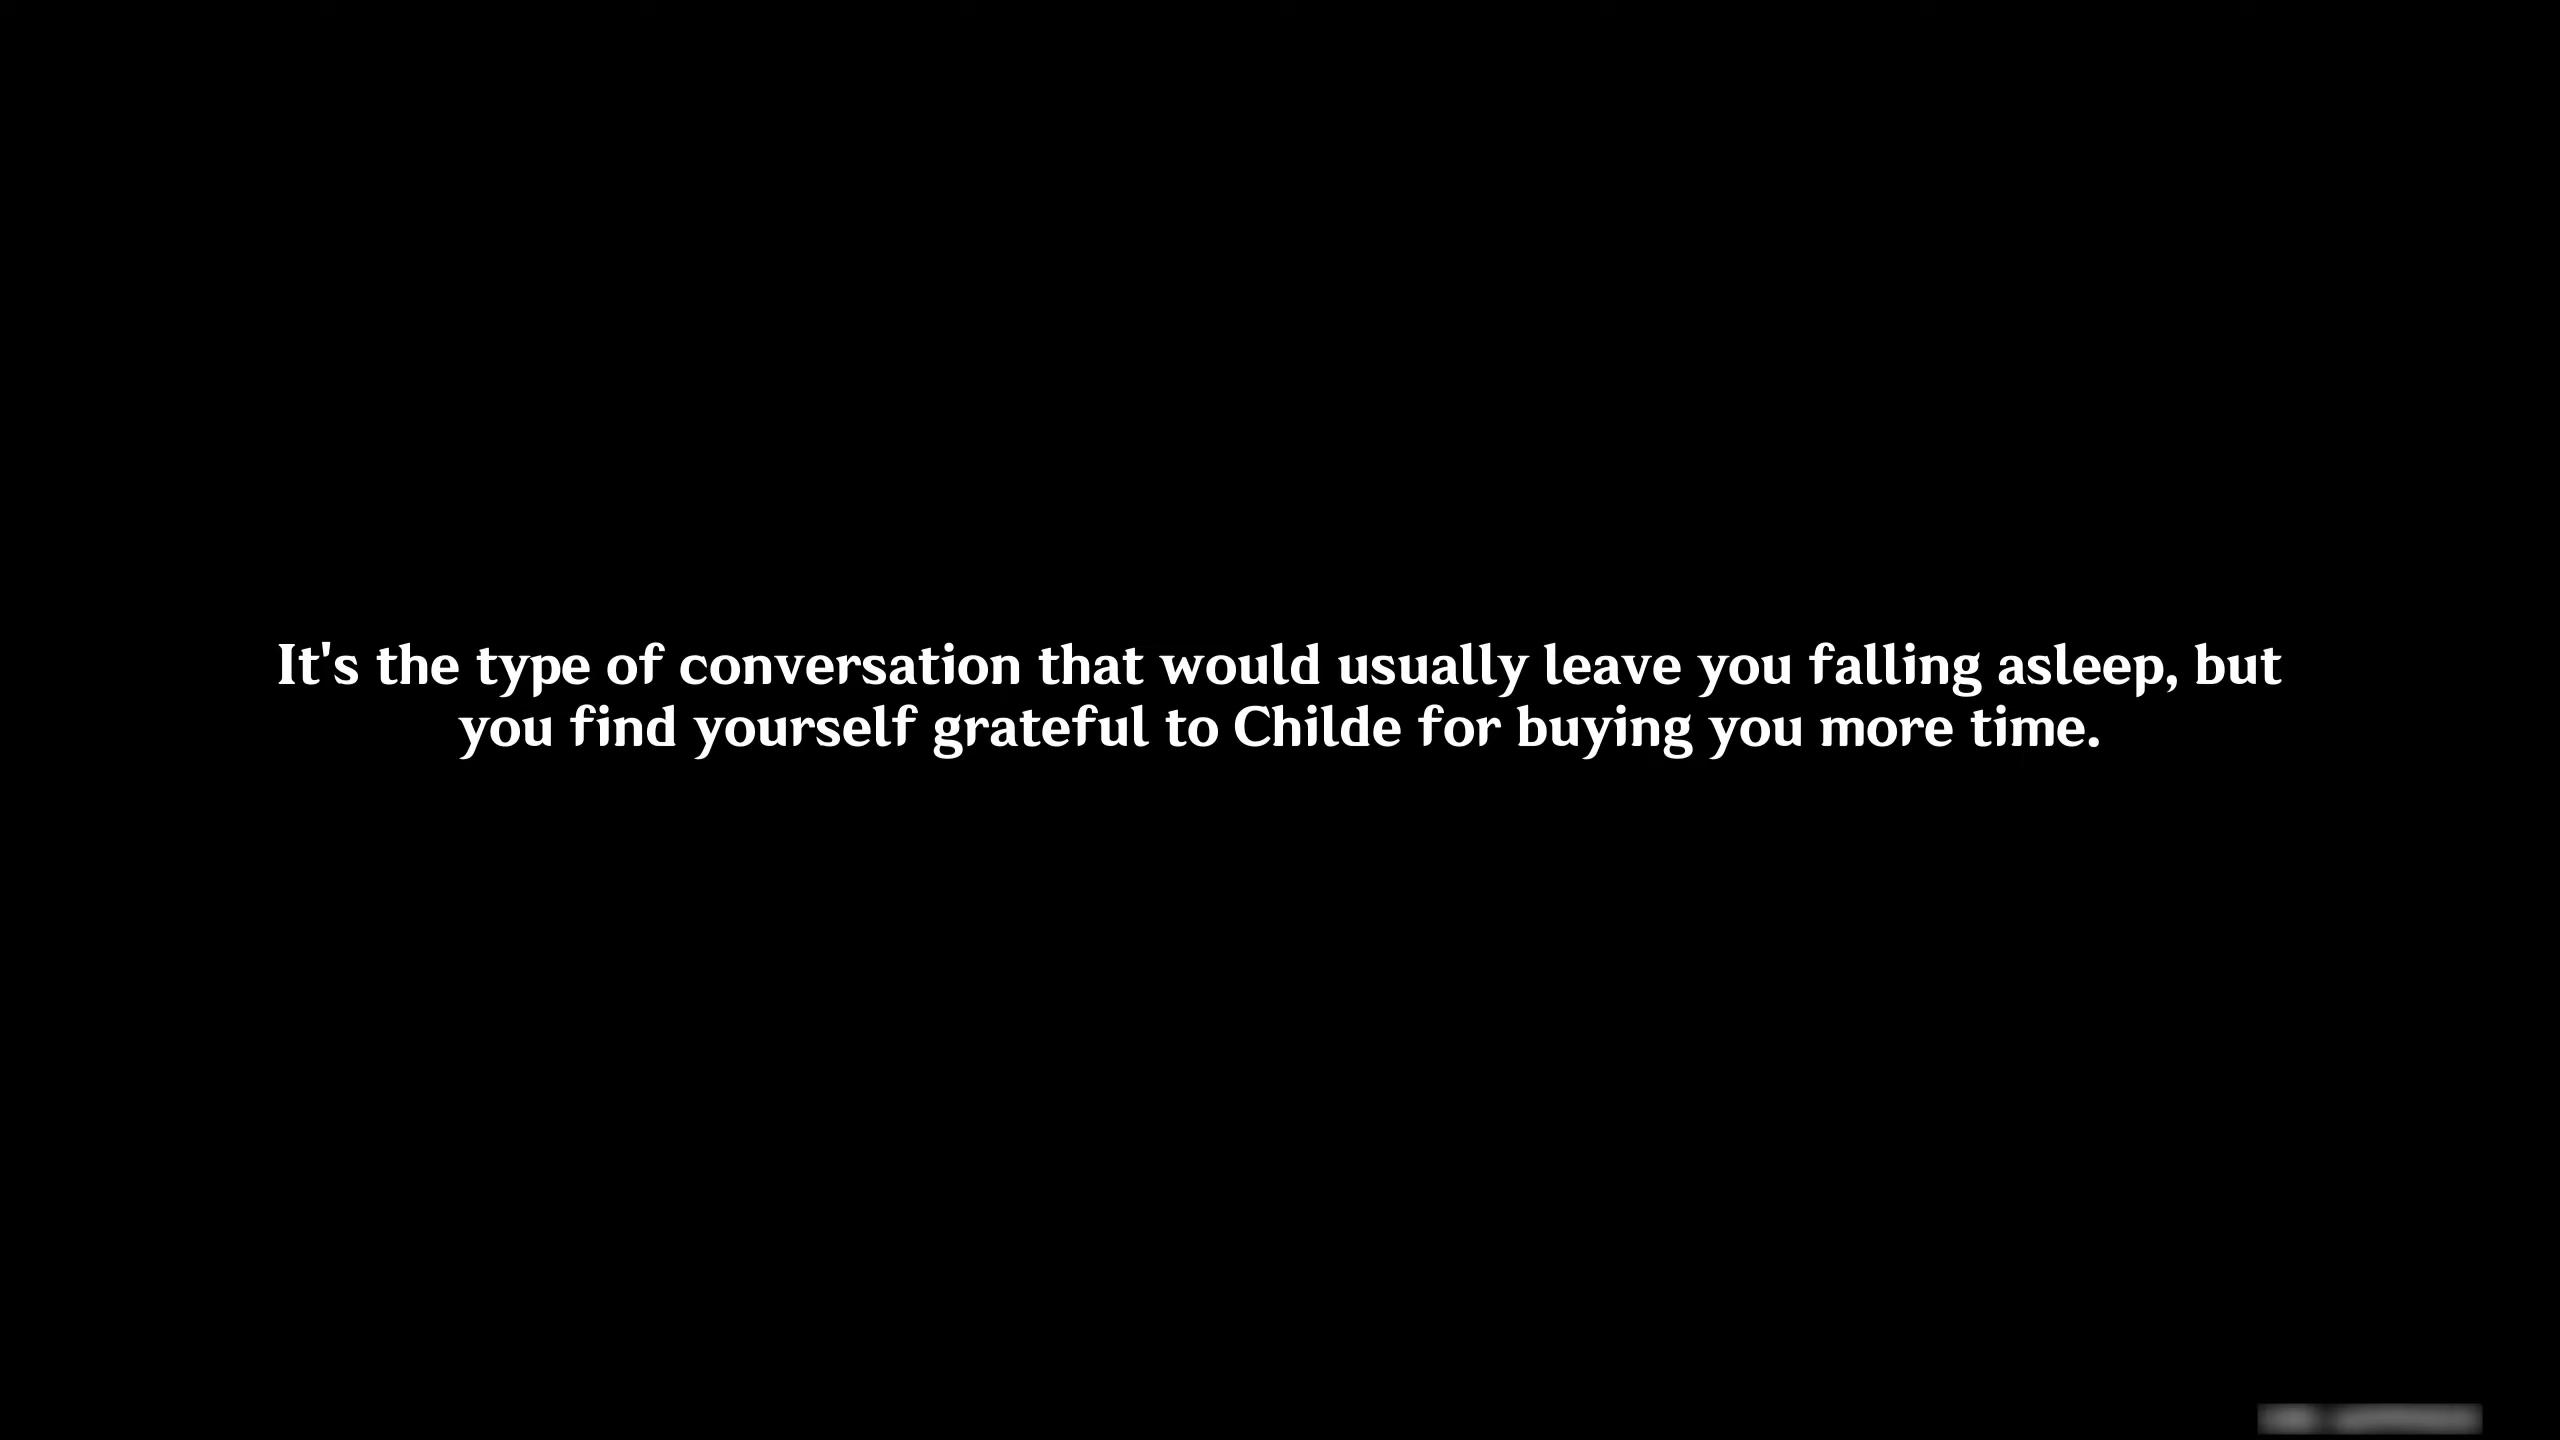 It's the type of conversation that would usually leave you falling asleep, but
you find yourself grateful to Childe for buying you more time.